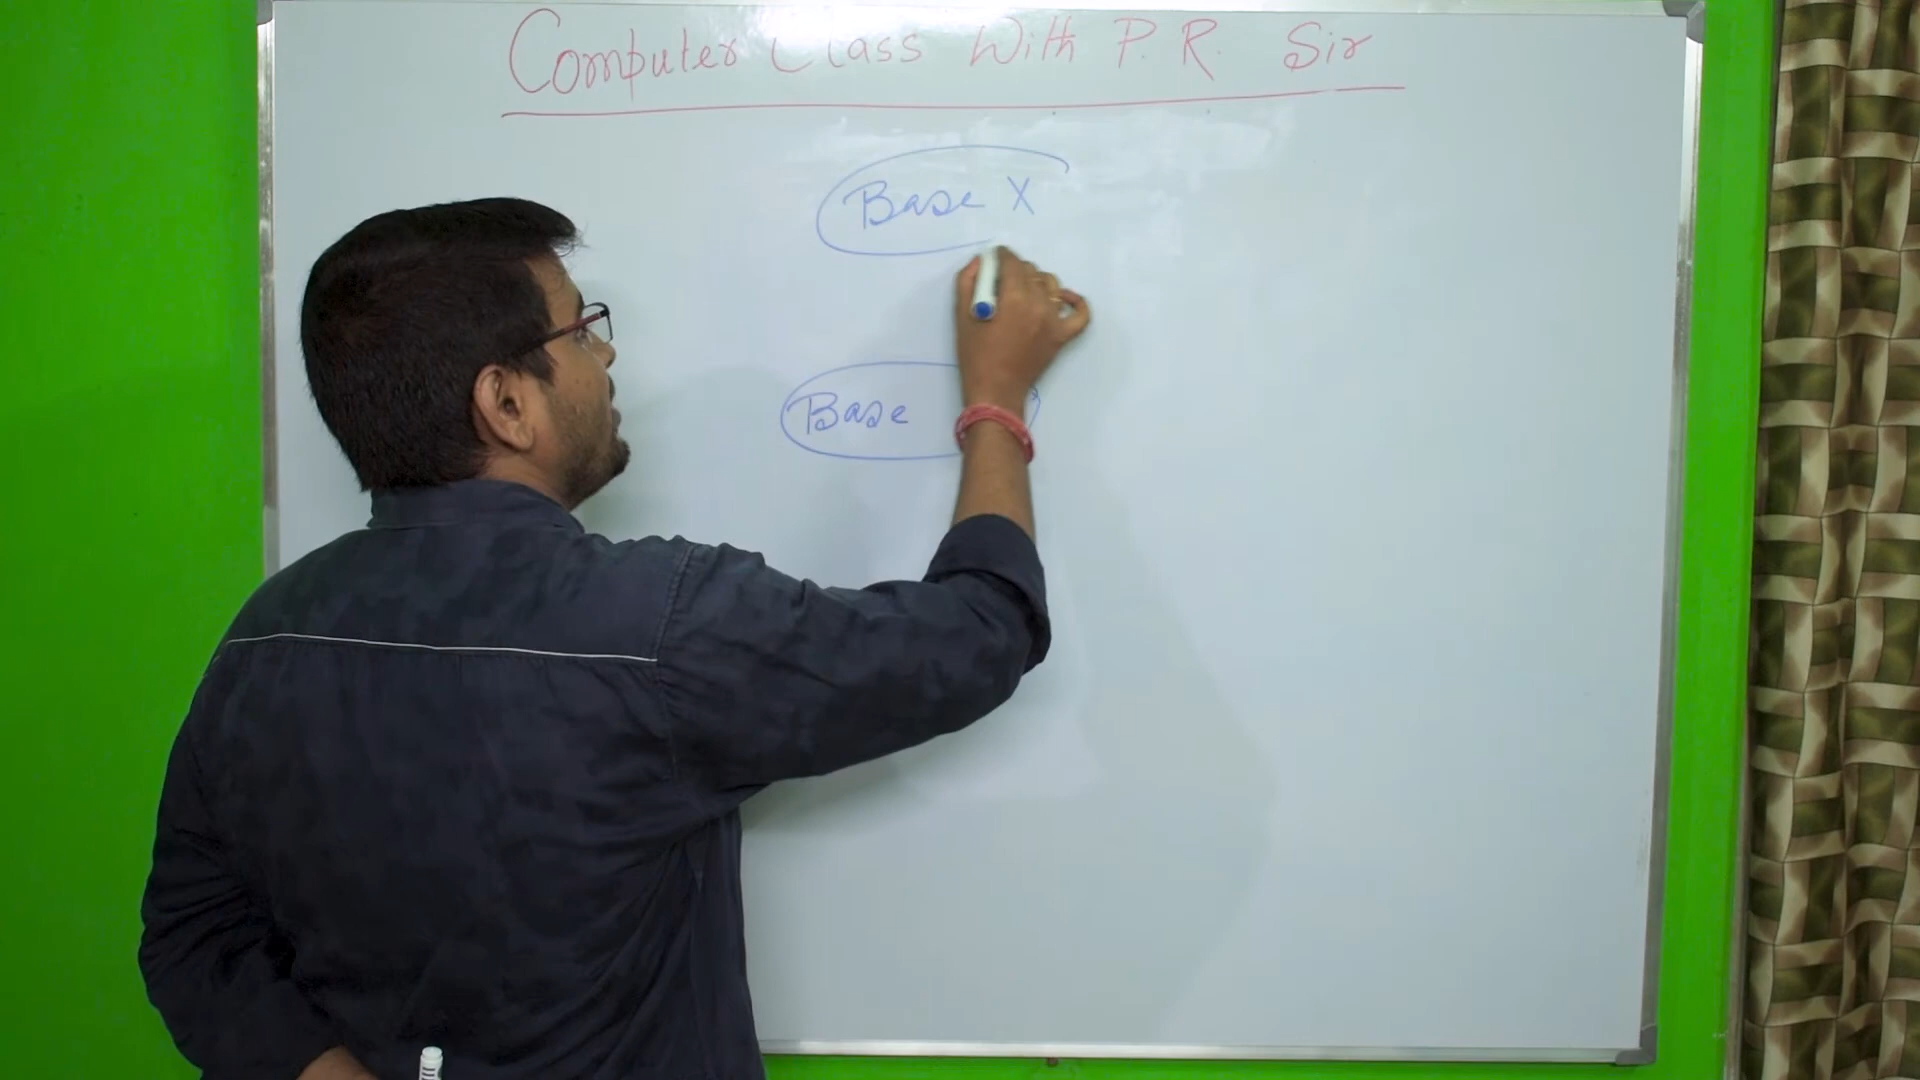 Computer Class With P. R. Sir
Base X
Base